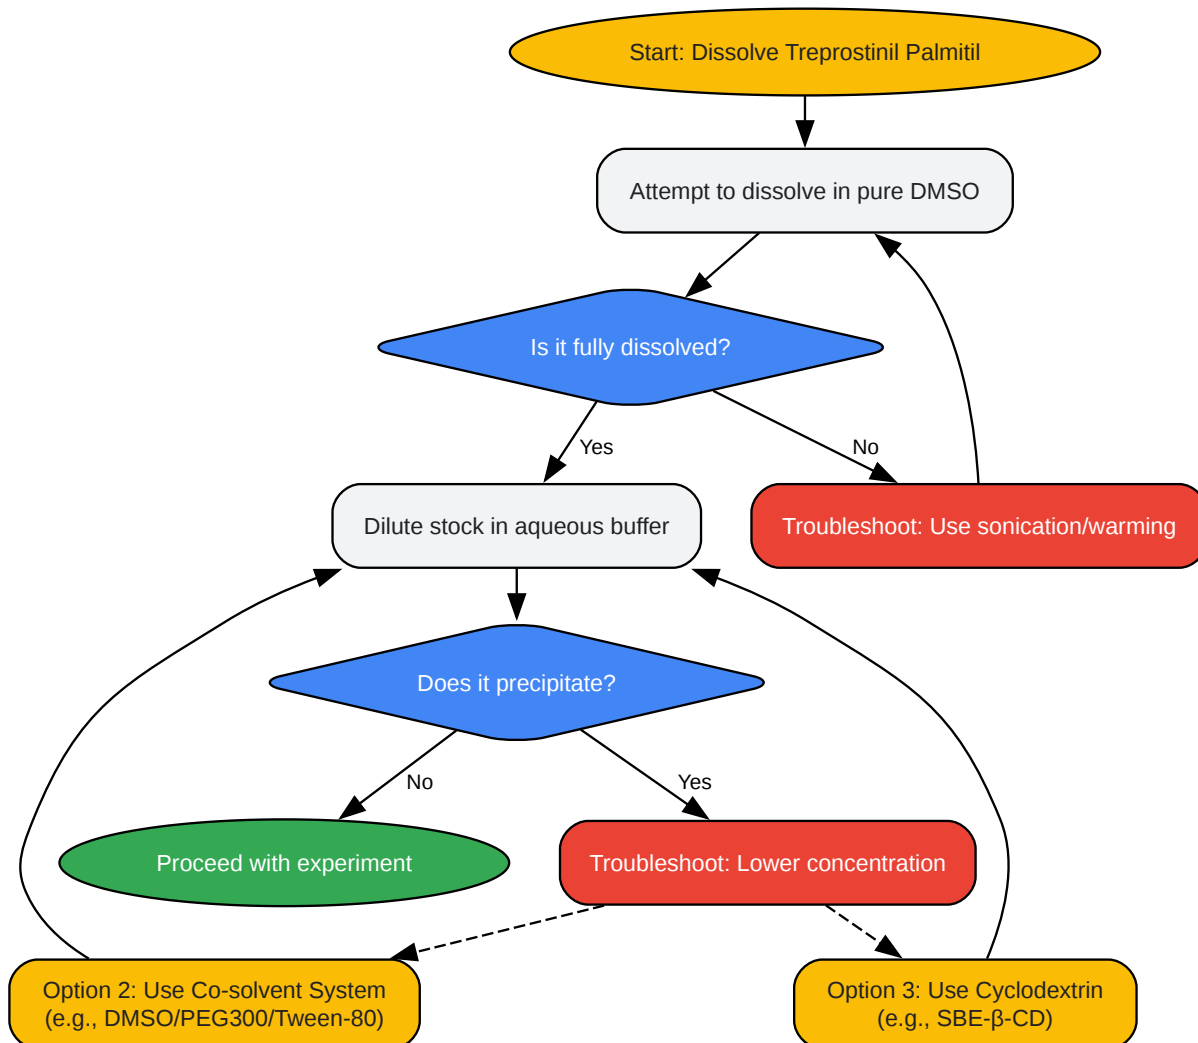 Start: Dissolve Treprostinil Palmitil
Attempt to dissolve in pure DMSO
Is it fully dissolved?
Yes
No
Dilute stock in aqueous buffer
Troubleshoot: Use sonication/warming
Does it precipitate?
No
Yes
Proceed with experiment
Troubleshoot: Lower concentration
Option 2: Use Co-solvent System
(e.g., DMSO/PEG300/Tween-80)
Option 3: Use Cyclodextrin
(e.g., SBE-β-CD)